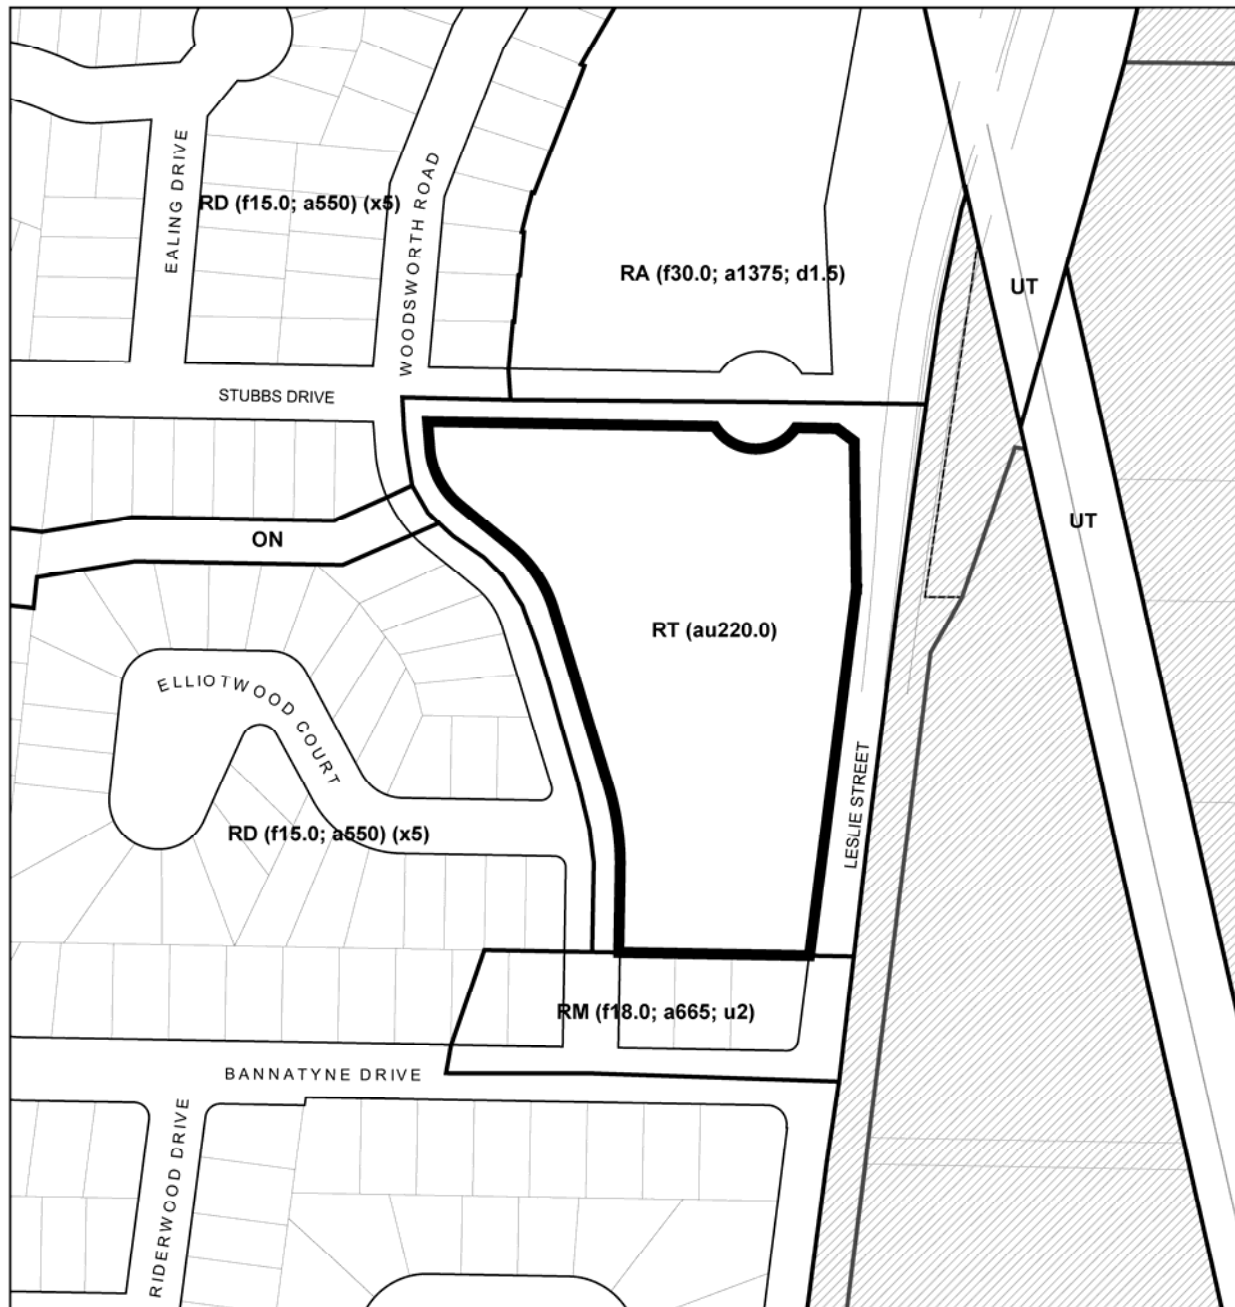 EALING DRIVE
RD (f15.0; a550) (x5)
WOODSWORTH ROAD
RA (f30.0; a1375; d1.5)
UT
STUBBS DRIVE
ON
UT
RT (au220.0)
ELLIOTWOOD COURT
LESLIE STREET
RD (f15.0; a550) (x5)
RM (f18.0; a665; u2)
BANNATYNE DRIVE
RIDERWOOD DRIVE